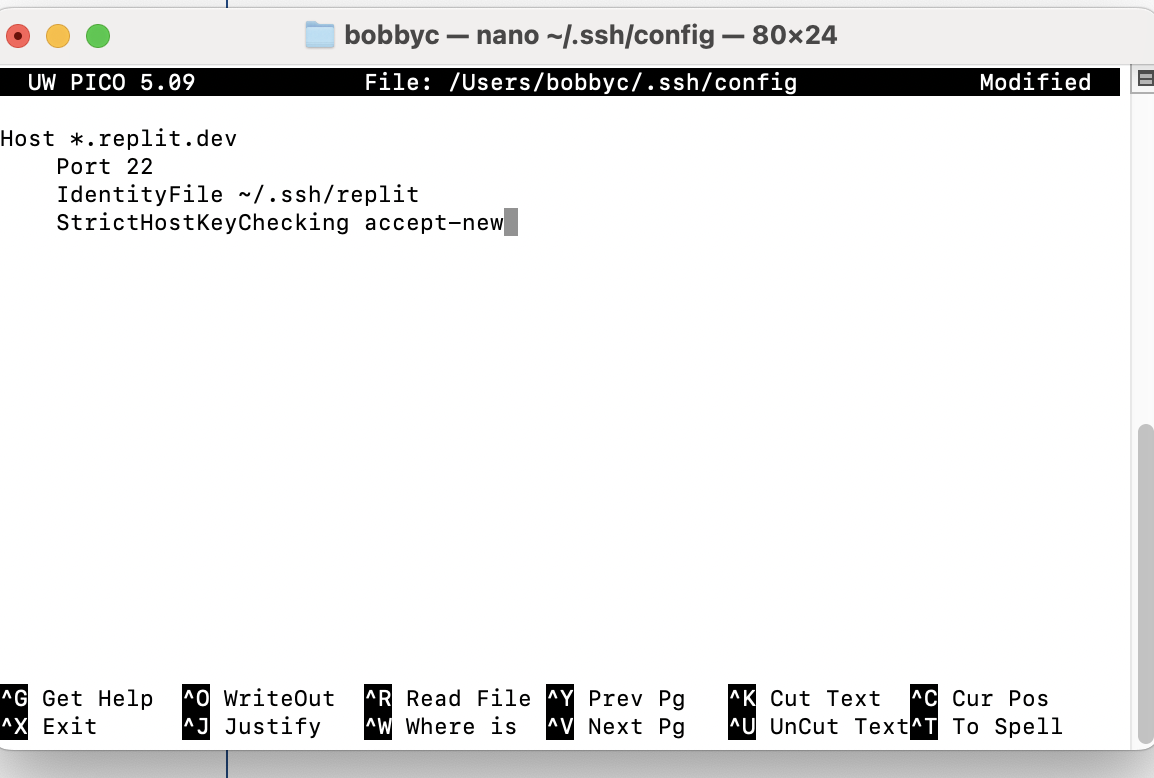 bobbyc — nano ~/.ssh/config — 80×24
UW PICO 5.09 File: /Users/bobbyc/.ssh/config Modified
Host *.replit.dev
    Port 22
    IdentityFile ~/.ssh/replit
    StrictHostKeyChecking accept-new
^G Get Help ^O WriteOut ^R Read File ^Y Prev Pg ^K Cut Text ^C Cur Pos
^X Exit ^J Justify ^W Where is ^V Next Pg ^U UnCut Text ^T To Spell